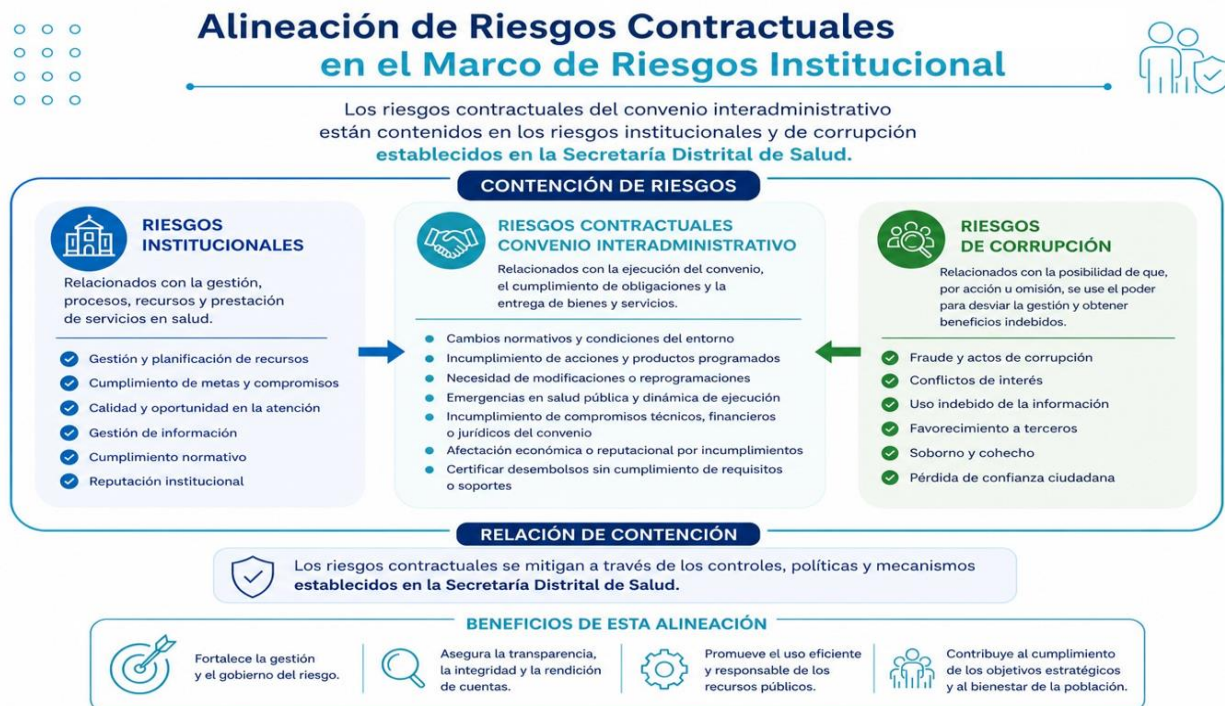 Alineación de Riesgos Contractuales
en el Marco de Riesgos Institucional
Los riesgos contractuales del convenio interadministrativo
están contenidos en los riesgos institucionales y de corrupción
establecidos en la Secretaría Distrital de Salud.
CONTENCIÓN DE RIESGOS
RIESGOS
INSTITUCIONALES
Relacionados con la gestión,
procesos, recursos y prestación
de servicios en salud.
Gestión y planificación de recursos
Cumplimiento de metas y compromisos
Calidad y oportunidad en la atención
Gestión de información
Cumplimiento normativo
Reputación institucional
RIESGOS CONTRACTUALES
CONVENIO INTERADMINISTRATIVO
Relacionados con la ejecución del convenio,
el cumplimiento de obligaciones y la
entrega de bienes y servicios.
Cambios normativos y condiciones del entorno
Incumplimiento de acciones y productos programados
Necesidad de modificaciones o reprogramaciones
Emergencias en salud pública y dinámica de ejecución
Incumplimiento de compromisos técnicos, financieros
o jurídicos del convenio
Afectación económica o reputacional por incumplimientos
Certificar desembolsos sin cumplimiento de requisitos
o soportes
RIESGOS
DE CORRUPCIÓN
Relacionados con la posibilidad de que,
por acción u omisión, se use el poder
para desviar la gestión y obtener
beneficios indebidos.
Fraude y actos de corrupción
Conflictos de interés
Uso indebido de la información
Favorecimiento a terceros
Soborno y cohecho
Pérdida de confianza ciudadana
RELACIÓN DE CONTENCIÓN
Los riesgos contractuales se mitigan a través de los controles, políticas y mecanismos
establecidos en la Secretaría Distrital de Salud.
BENEFICIOS DE ESTA ALINEACIÓN
Fortalece la gestión
y el gobierno del riesgo.
Asegura la transparencia,
la integridad y la rendición
de cuentas.
Promueve el uso eficiente
y responsable de los
recursos públicos.
Contribuye al cumplimiento
de los objetivos estratégicos
y al bienestar de la población.